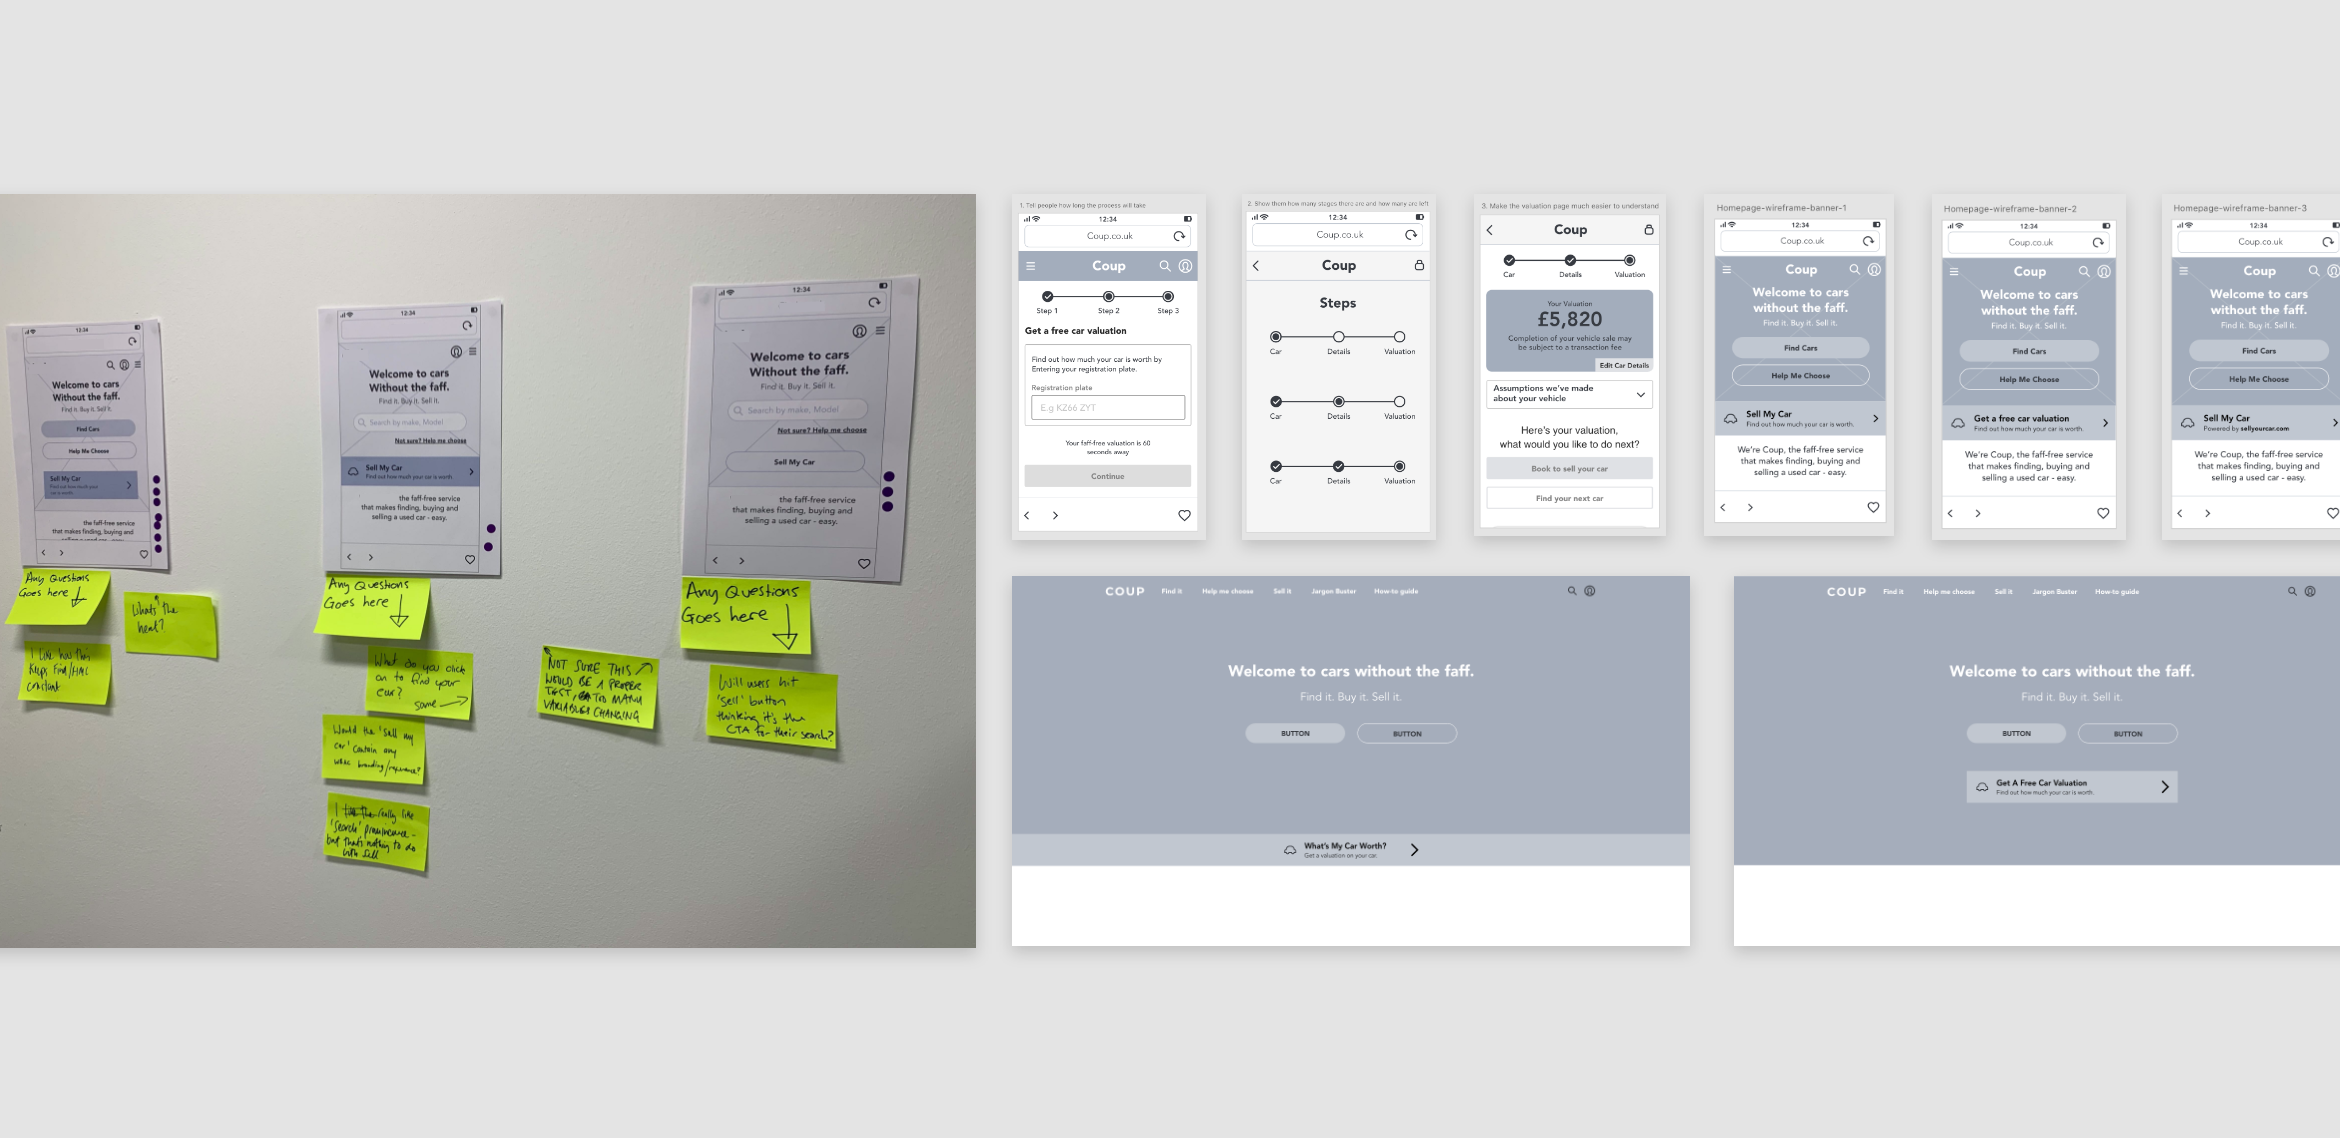 12:34
Welcome to cars
Without the faff.
Find it. Buy it. Sell it.
Find Cars
Help Me Choose
Sell My Car
Find out how much your
car is worth
the faff-free service
that makes finding, buying and
Any Questions
Goes here
What's the
heat?
I like how this
Keeps Find/HMC
constant
12:34
Welcome to cars
Without the faff.
Find it. Buy it. Sell it.
Search by make, Model
Not sure? Help me choose
Sell My Car
Find out how much your car is worth
the faff-free service
that makes finding, buying and
selling a used car - easy.
Any Questions
Goes here
What do you click
on to find your
car?
Same
Would the 'Sell my
car' contain any
branding/reference?
I really like
'Search' prominence -
but that's nothing to do
with sell
NOT SURE THIS
WOULD BE A PROPER
TEST, TO MANY
VARIABLES CHANGING
12:34
Welcome to cars
Without the faff.
Find it. Buy it. Sell it.
Search by make, Model
Not sure? Help me choose
Sell My Car
the faff-free service
that makes finding, buying and
selling a used car - easy.
Any Questions
Goes here
Will users hit
'sell' button
thinking it's the
CTA for their search?
1. Tell people how long the process will take
12:34
Coup.co.uk
Coup
Step 1
Step 2
Step 3
Get a free car valuation
Find out how much your car is worth by
Entering your registration plate.
Registration plate
E.g KZ66 ZYT
Your faff-free valuation is 60
seconds away
Continue
2. Show them how many stages there are and how many are left
12:34
Coup.co.uk
Coup
Steps
Car
Details
Valuation
Car
Details
Valuation
Car
Details
Valuation
3. Make the valuation page much easier to understand
Coup
Car
Details
Valuation
Your Valuation
£5,820
Completion of your vehicle sale may
be subject to a transaction fee
Edit Car Details
Assumptions we've made
about your vehicle
Here's your valuation,
what would you like to do next?
Book to sell your car
Find your next car
Homepage-wireframe-banner-1
12:34
Coup.co.uk
Coup
Welcome to cars
without the faff.
Find it. Buy it. Sell it.
Find Cars
Help Me Choose
Sell My Car
Find out how much your car is worth.
We're Coup, the faff-free service
that makes finding, buying and
selling a used car - easy.
Homepage-wireframe-banner-2
12:34
Coup.co.uk
Coup
Welcome to cars
without the faff.
Find it. Buy it. Sell it.
Find Cars
Help Me Choose
Get a free car valuation
Find out how much your car is worth.
We're Coup, the faff-free service
that makes finding, buying and
selling a used car - easy.
Homepage-wireframe-banner-3
12:34
Coup.co.uk
Coup
Welcome to cars
without the faff.
Find it. Buy it. Sell it.
Find Cars
Help Me Choose
Sell My Car
Powered by sellyourcar.com
We're Coup, the faff-free service
that makes finding, buying and
selling a used car - easy.
COUP
Find it
Help me choose
Sell it
Jargon Buster
How-to guide
Welcome to cars without the faff.
Find it. Buy it. Sell it.
BUTTON
BUTTON
What's My Car Worth?
Get a valuation on your car.
COUP
Find it
Help me choose
Sell it
Jargon Buster
How-to guide
Welcome to cars without the faff.
Find it. Buy it. Sell it.
BUTTON
BUTTON
Get A Free Car Valuation
Find out how much your car is worth.